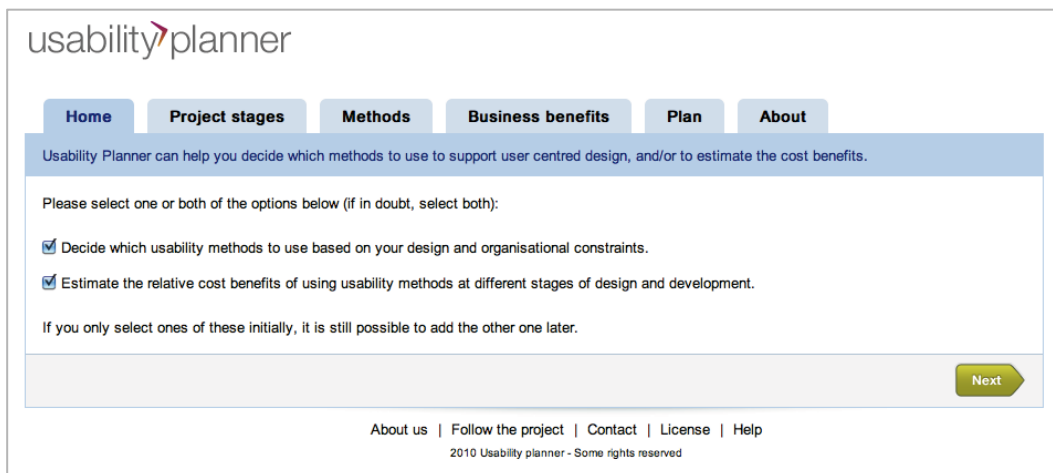 usability planner
Home Project stages Methods Business benefits Plan About
Usability Planner can help you decide which methods to use to support user centred design, and/or to estimate the cost benefits.
Please select one or both of the options below (if in doubt, select both):
Decide which usability methods to use based on your design and organisational constraints.
Estimate the relative cost benefits of using usability methods at different stages of design and development.
If you only select ones of these initially, it is still possible to add the other one later.
Next
About us | Follow the project | Contact | License | Help
2010 Usability planner - Some rights reserved